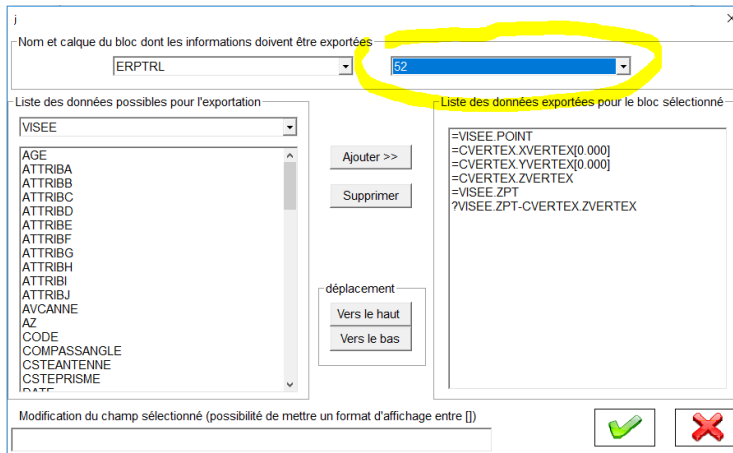 j
Nom et calque du bloc dont les informations doivent être exportées
ERPTRL
52
Liste des données possibles pour l'exportation
VISEE
AGE
ATTRIBA
ATTRIBB
ATTRIBC
ATTRIBD
ATTRIBE
ATTRIBF
ATTRIBG
ATTRIBH
ATTRIBI
ATTRIBJ
AVCANNE
AZ
CODE
COMPASSANGLE
CSTEANTENNE
CSTEPRISME
DATE
Ajouter >>
Supprimer
déplacement
Vers le haut
Vers le bas
Liste des données exportées pour le bloc sélectionné
=VISEE.POINT
=CVERTEX.XVERTEX[0.000]
=CVERTEX.YVERTEX[0.000]
=CVERTEX.ZVERTEX
=VISEE.ZPT
?VISEE.ZPT-CVERTEX.ZVERTEX
Modification du champ sélectionné (possibilité de mettre un format d'affichage entre [])